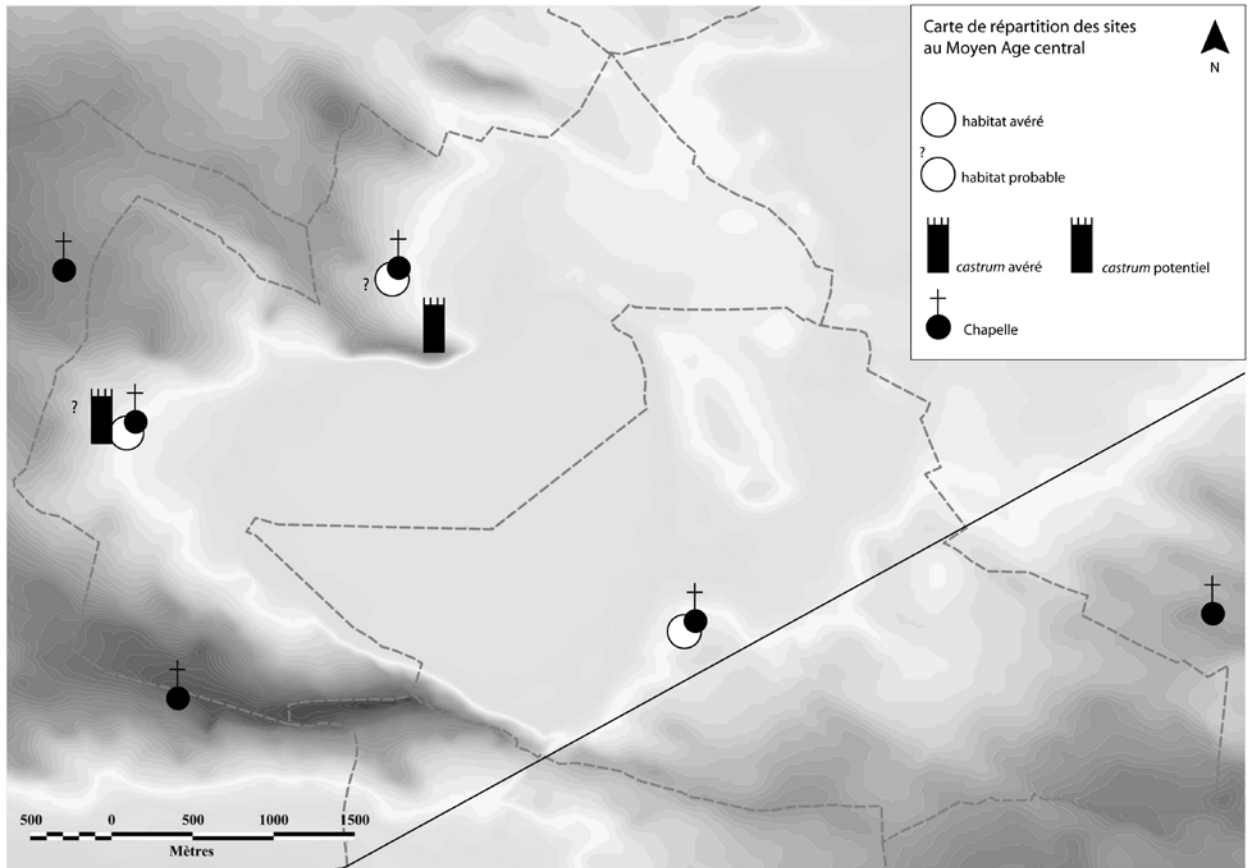 Carte de répartition des sites
au Moyen Age central
N
habitat avéré
?
habitat probable
castrum avéré
castrum potentiel
Chapelle
?
?
500 0 500 1000 1500
Mètres